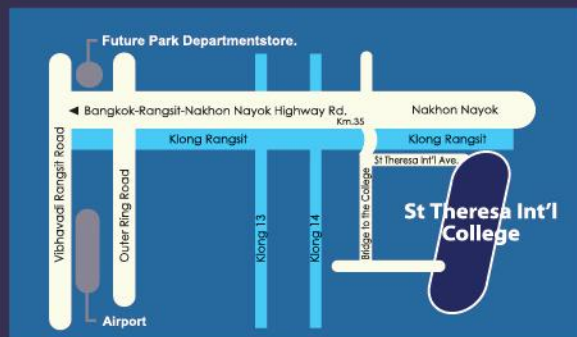 Future Park Departmentstore.
◄ Bangkok-Rangsit-Nakhon Nayok Highway Rd.
Nakhon Nayok
Km.35
Klong Rangsit
Klong Rangsit
St Theresa Int'l Ave.
Vibhavadi Rangsit Road
Outer Ring Road
Klong 13
Klong 14
Bridge to the College
St Theresa Int'l
College
Airport